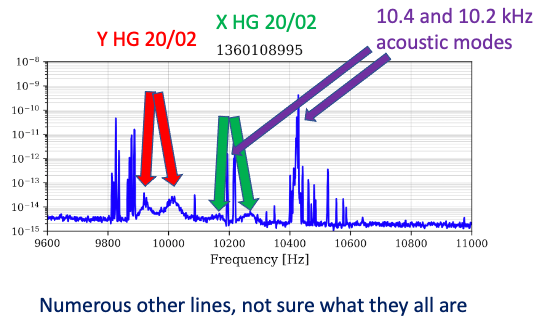 Y HG 20/02
X HG 20/02
10.4 and 10.2 kHz
acoustic modes
1360108995
10⁻⁸
10⁻⁹
10⁻¹⁰
10⁻¹¹
10⁻¹²
10⁻¹³
10⁻¹⁴
10⁻¹⁵
9600 9800 10000 10200 10400 10600 10800 11000
Frequency [Hz]
Numerous other lines, not sure what they all are